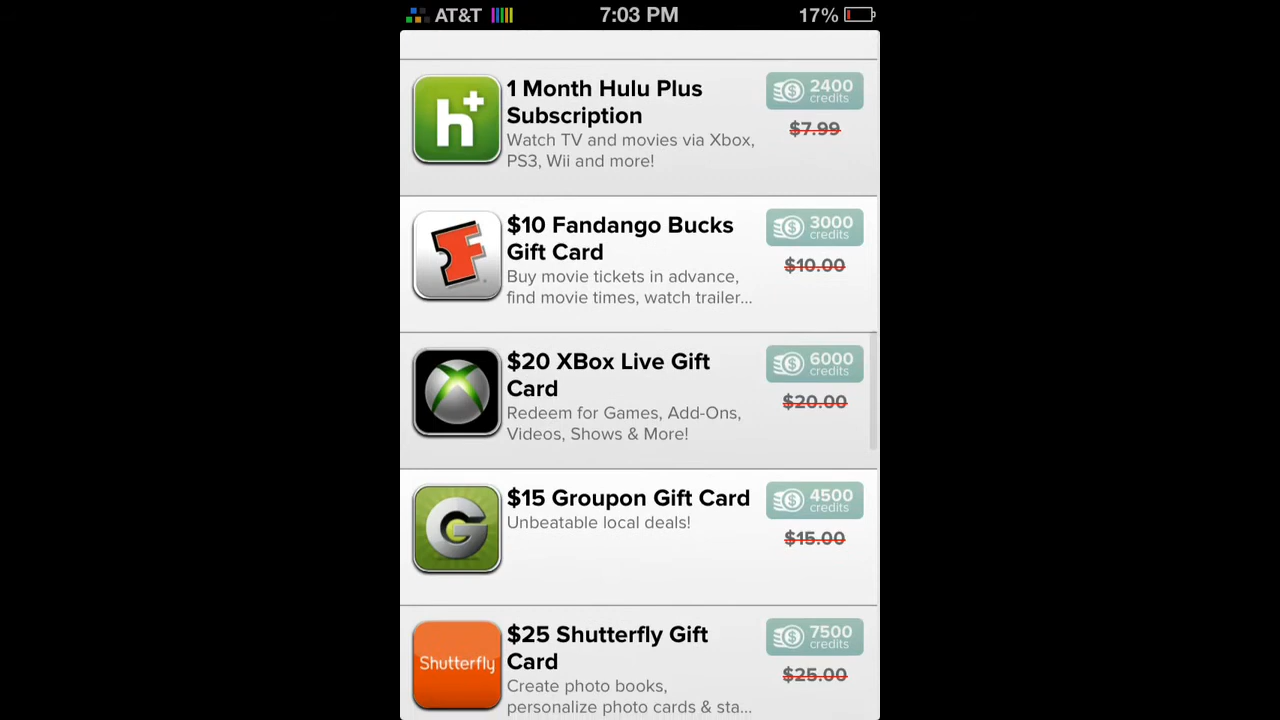 AT&T 7:03 PM 17%
1 Month Hulu Plus
Subscription
Watch TV and movies via Xbox,
PS3, Wii and more!
2400
credits
$7.99
h+
$10 Fandango Bucks
Gift Card
Buy movie tickets in advance,
find movie times, watch trailer...
3000
credits
$10.00
F
$20 XBox Live Gift
Card
Redeem for Games, Add-Ons,
Videos, Shows & More!
6000
credits
$20.00
$15 Groupon Gift Card
Unbeatable local deals!
4500
credits
$15.00
G
$25 Shutterfly Gift
Card
Create photo books,
personalize photo cards & sta...
7500
credits
$25.00
Shutterfly